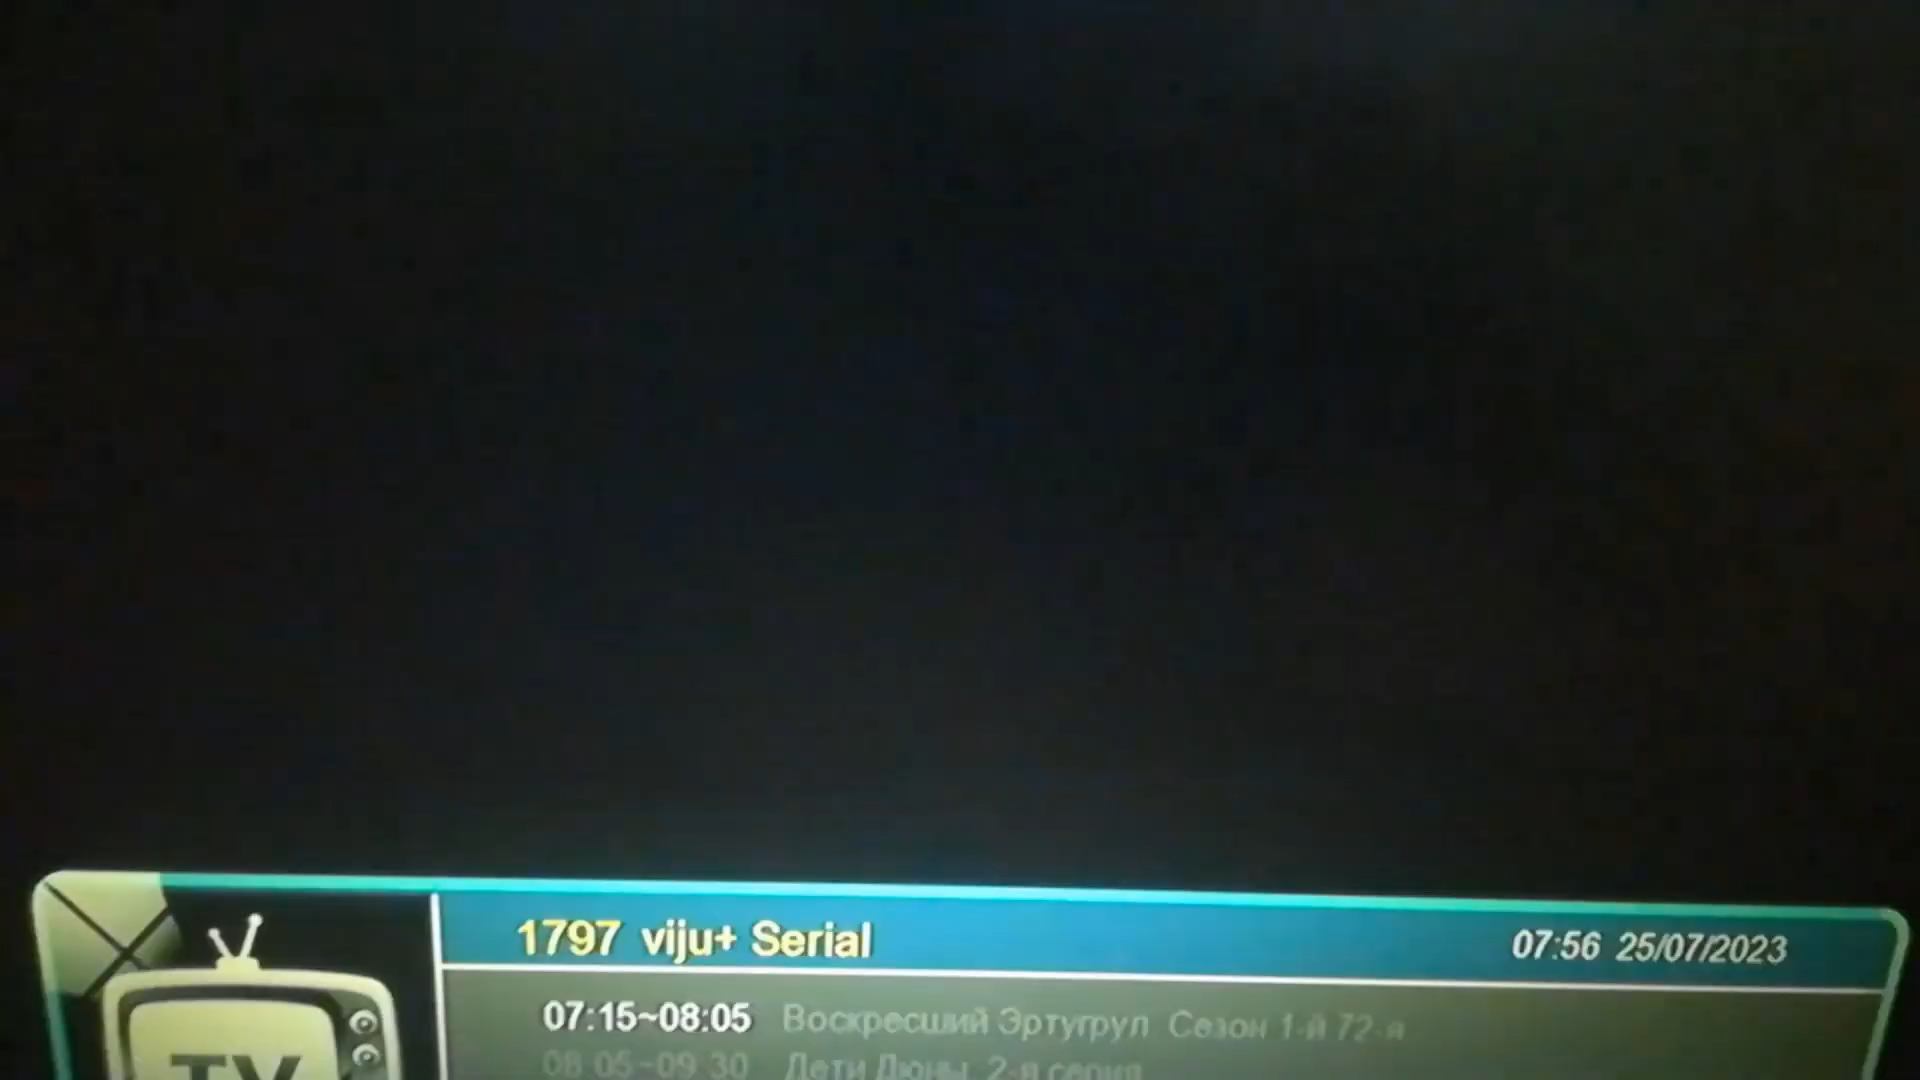 1797 viju+ Serial 07:56 25/07/2023
07:15~08:05 Воскресший Эртугрул Сезон 1-й 72-я
08:05~09:30 Дети Дюны. 2-я серия
TV